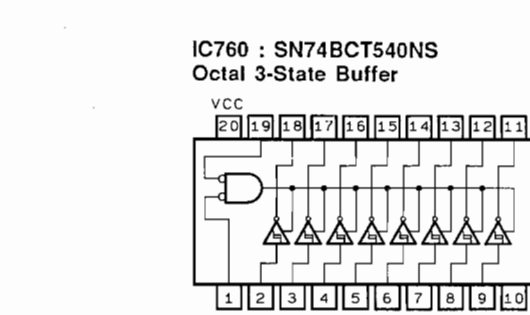 IC760 : SN74BCT540NS
Octal 3-State Buffer
VCC
20 19 18 17 16 15 14 13 12 11
1 2 3 4 5 6 7 8 9 10